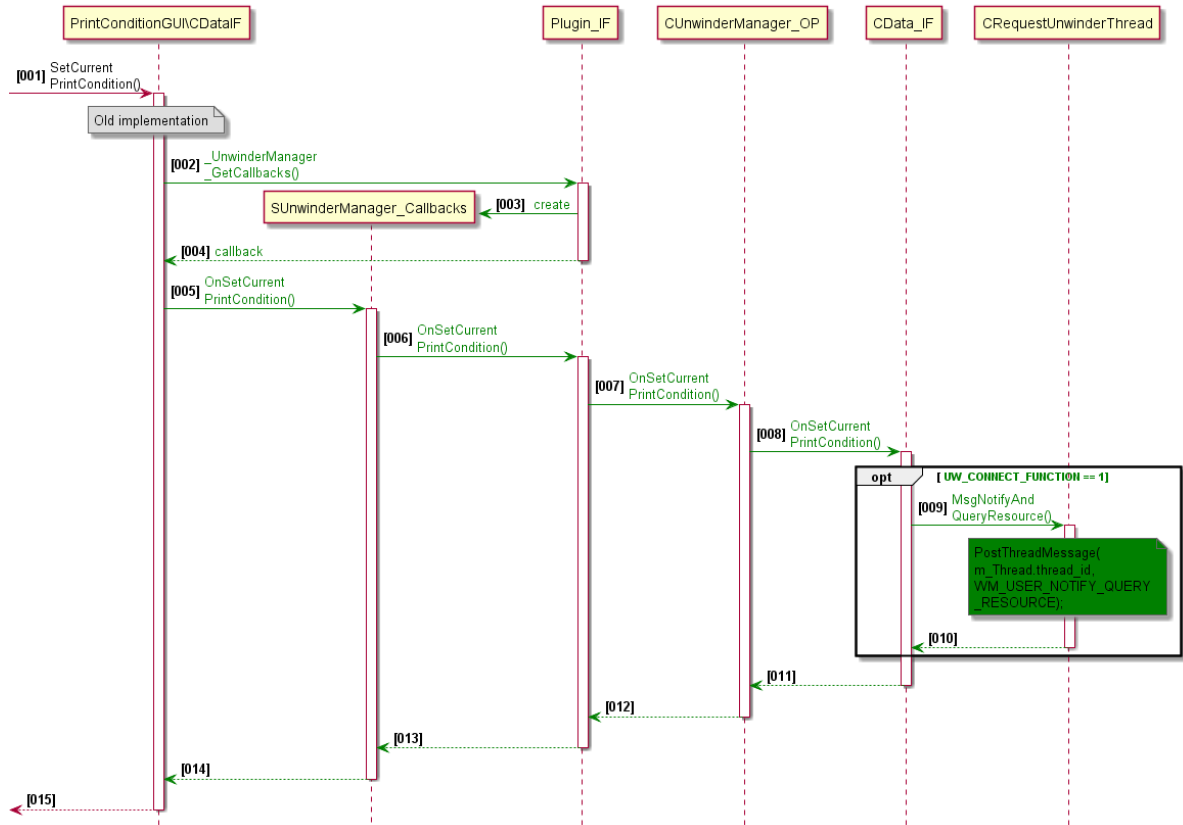 PrintConditionGUI\CDataIF
Plugin_IF
CUnwinderManager_OP
CData_IF
CRequestUnwinderThread
[001] SetCurrent
PrintCondition()
Old implementation
[002] _UnwinderManager
_GetCallbacks()
SUnwinderManager_Callbacks
[003] create
[004] callback
[005] OnSetCurrent
PrintCondition()
[006] OnSetCurrent
PrintCondition()
[007] OnSetCurrent
PrintCondition()
[008] OnSetCurrent
PrintCondition()
opt [ UW_CONNECT_FUNCTION == 1]
[009] MsgNotifyAnd
QueryResource()
PostThreadMessage(
m_Thread.thread_id,
WM_USER_NOTIFY_QUERY
_RESOURCE);
[010]
[011]
[012]
[013]
[014]
[015]